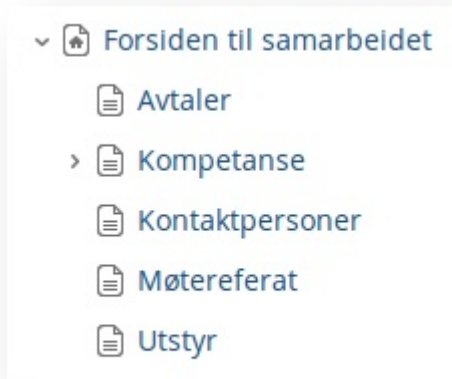 Forsiden til samarbeidet
Avtaler
Kompetanse
Kontaktpersoner
Møtereferat
Utstyr